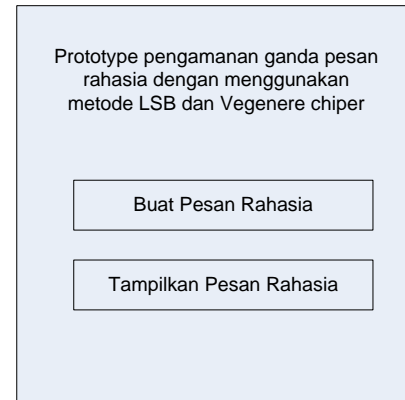 Prototype pengamanan ganda pesan
rahasia dengan menggunakan
metode LSB dan Vegenere chiper
Buat Pesan Rahasia
Tampilkan Pesan Rahasia